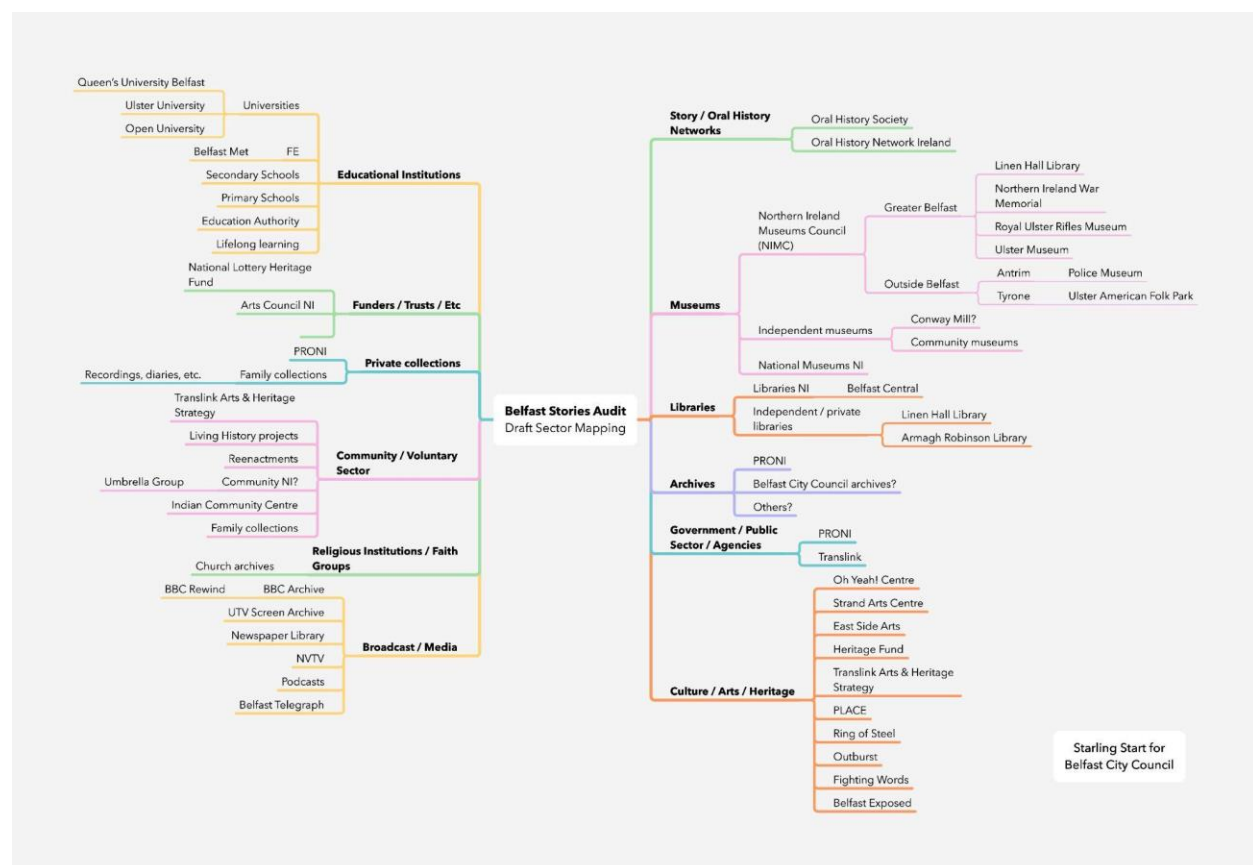 Belfast Stories Audit
Draft Sector Mapping
Educational Institutions
Universities
Queen's University Belfast
Ulster University
Open University
FE
Belfast Met
Secondary Schools
Primary Schools
Education Authority
Lifelong learning
Funders / Trusts / Etc
National Lottery Heritage
Fund
Arts Council NI
Private collections
PRONI
Family collections
Recordings, diaries, etc.
Community / Voluntary
Sector
Translink Arts & Heritage
Strategy
Living History projects
Reenactments
Community NI?
Umbrella Group
Indian Community Centre
Family collections
Religious Institutions / Faith
Groups
Church archives
Broadcast / Media
BBC Archive
BBC Rewind
UTV Screen Archive
Newspaper Library
NVTV
Podcasts
Belfast Telegraph
Story / Oral History
Networks
Oral History Society
Oral History Network Ireland
Museums
Northern Ireland
Museums Council
(NIMC)
Greater Belfast
Linen Hall Library
Northern Ireland War
Memorial
Royal Ulster Rifles Museum
Ulster Museum
Outside Belfast
Antrim
Police Museum
Tyrone
Ulster American Folk Park
Independent museums
Conway Mill?
Community museums
National Museums NI
Libraries
Libraries NI
Belfast Central
Independent / private
libraries
Linen Hall Library
Armagh Robinson Library
Archives
PRONI
Belfast City Council archives?
Others?
Government / Public
Sector / Agencies
PRONI
Translink
Culture / Arts / Heritage
Oh Yeah! Centre
Strand Arts Centre
East Side Arts
Heritage Fund
Translink Arts & Heritage
Strategy
PLACE
Ring of Steel
Outburst
Fighting Words
Belfast Exposed
Starling Start for
Belfast City Council